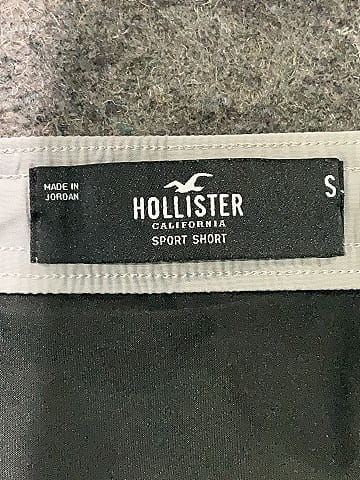 MADE IN
JORDAN
HOLLISTER
CALIFORNIA
SPORT SHORT
S